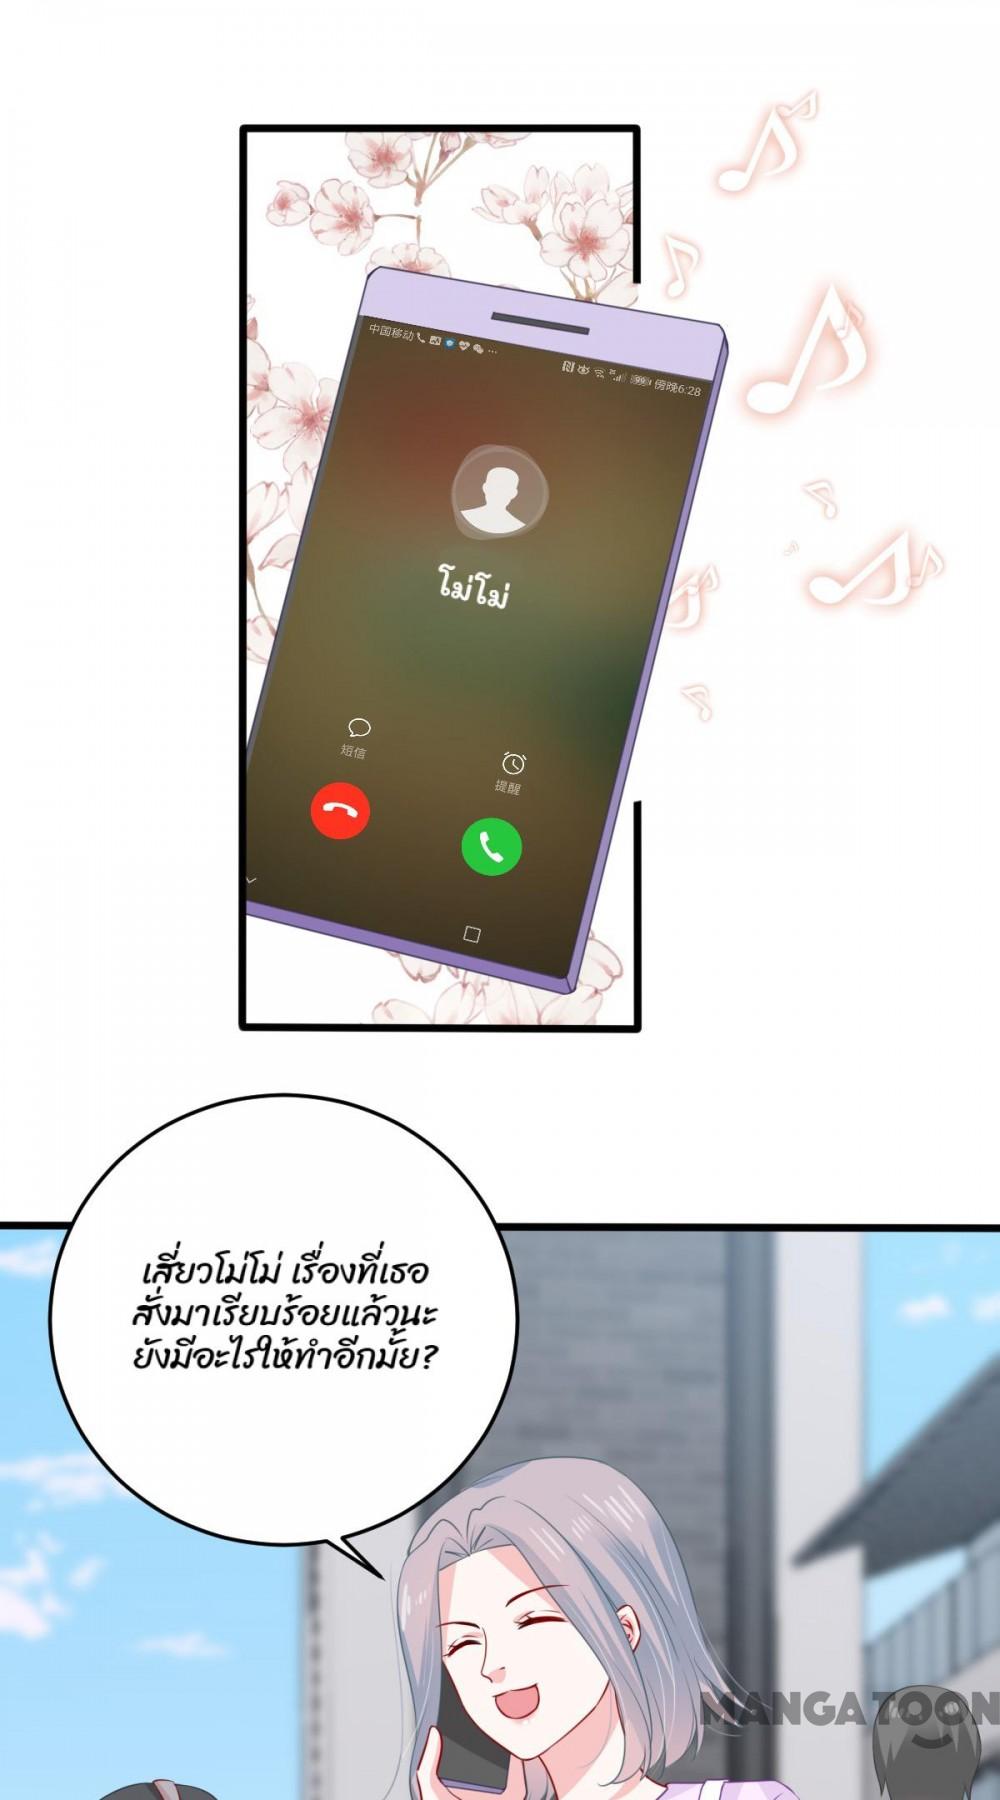 中国移动
傍晚6:28
โม่โม่
短信
提醒
เสี่ยวโม่โม่ เรื่องที่เธอ
สั่งมาเรียบร้อยแล้วนะ
ยังมีอะไรให้ทำอีกมั้ย?
MANGATOON